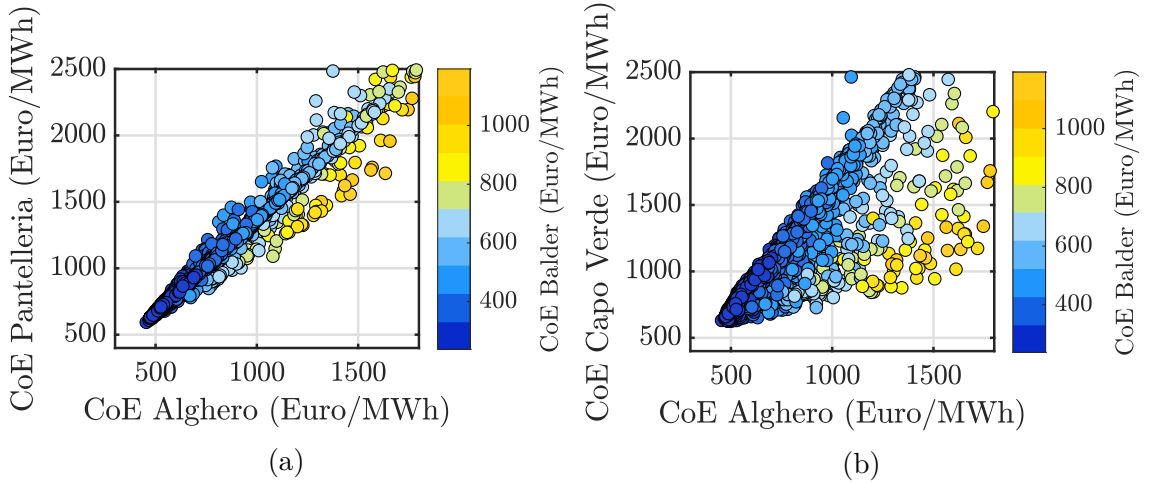 2500
2000
1500
1000
500
CoE Pantelleria (Euro/MWh)
500 1000 1500
CoE Alghero (Euro/MWh)
1000
800
600
400
CoE Balder (Euro/MWh)
(a)
2500
2000
1500
1000
500
CoE Capo Verde (Euro/MWh)
500 1000 1500
CoE Alghero (Euro/MWh)
1000
800
600
400
CoE Balder (Euro/MWh)
(b)